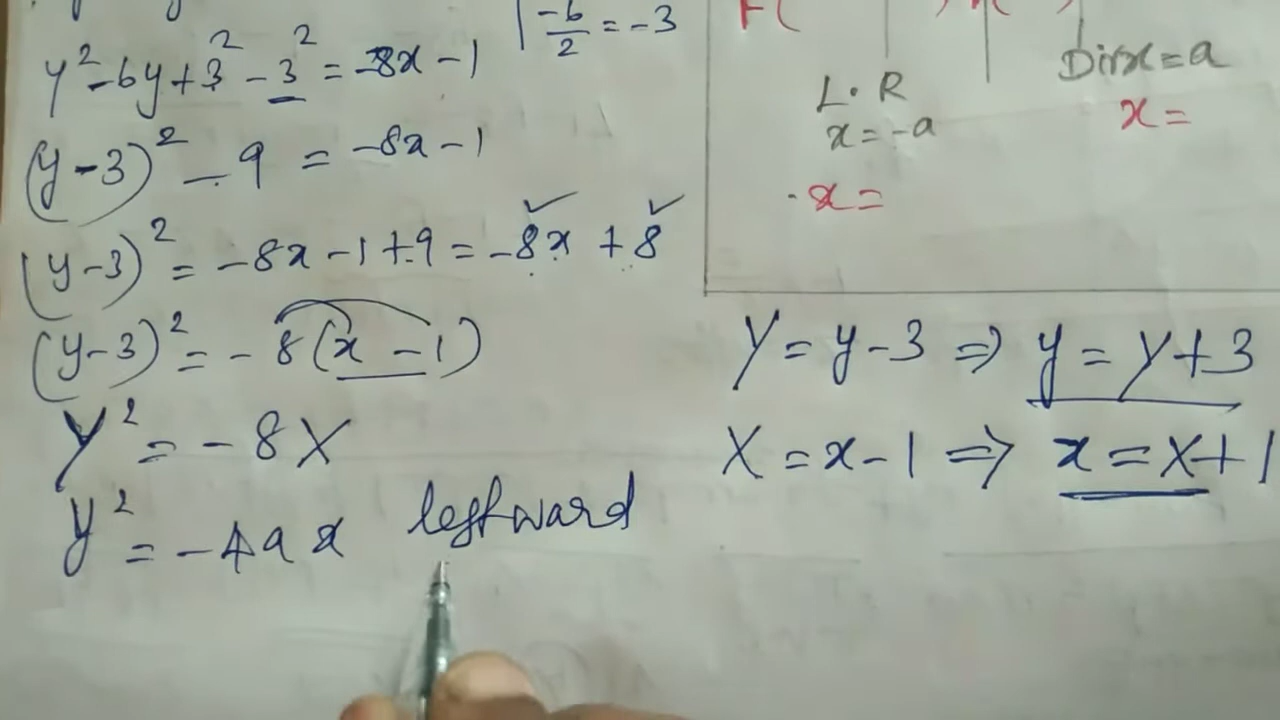 y² - 6y + 3² - 3² = -8x - 1
| -6/2 = -3
(y-3)² - 9 = -8x - 1
(y-3)² = -8x - 1 + 9 = -8x + 8
(y-3)² = -8(x - 1)
Y² = -8X
y² = -4ax leftward
L.R
x = -a
x =
Dirx = a
x =
Y = y-3 ⇒ y = Y+3
X = x-1 ⇒ x = X+1